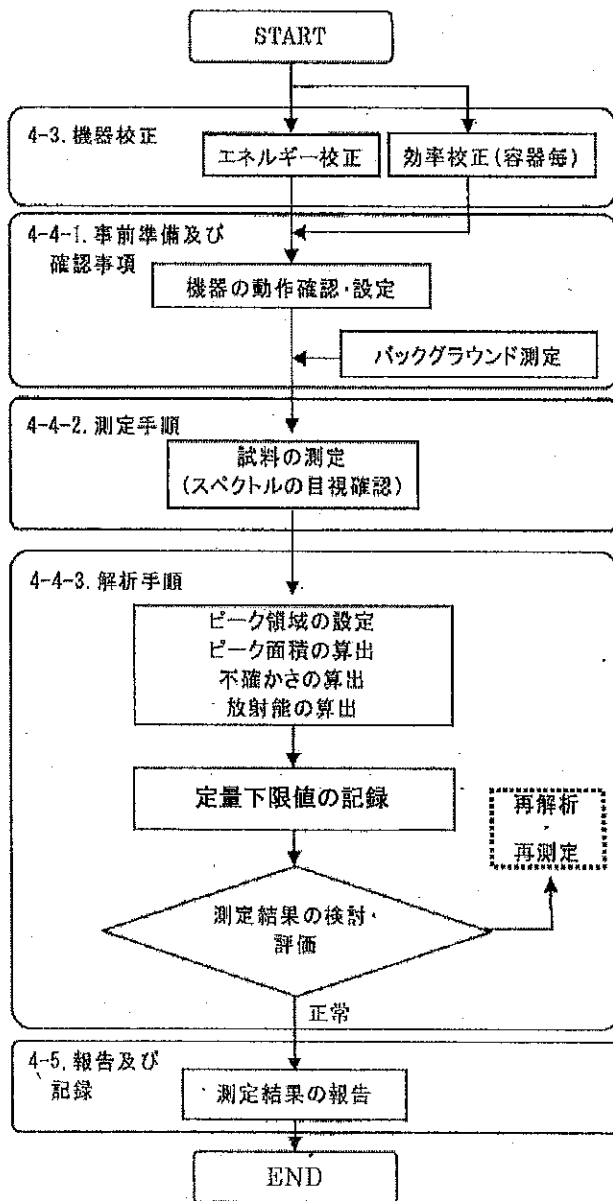 START
4-3. 機器校正
エネルギー校正
効率校正(容器毎)
4-4-1. 事前準備及び
確認事項
機器の動作確認・設定
バックグラウンド測定
4-4-2. 測定手順
試料の測定
(スペクトルの目視確認)
4-4-3. 解析手順
ピーク領域の設定
ピーク面積の算出
不確かさの算出
放射能の算出
定量下限値の記録
再解析
・
再測定
測定結果の検討・
評価
正常
4-5. 報告及び
記録
測定結果の報告
END